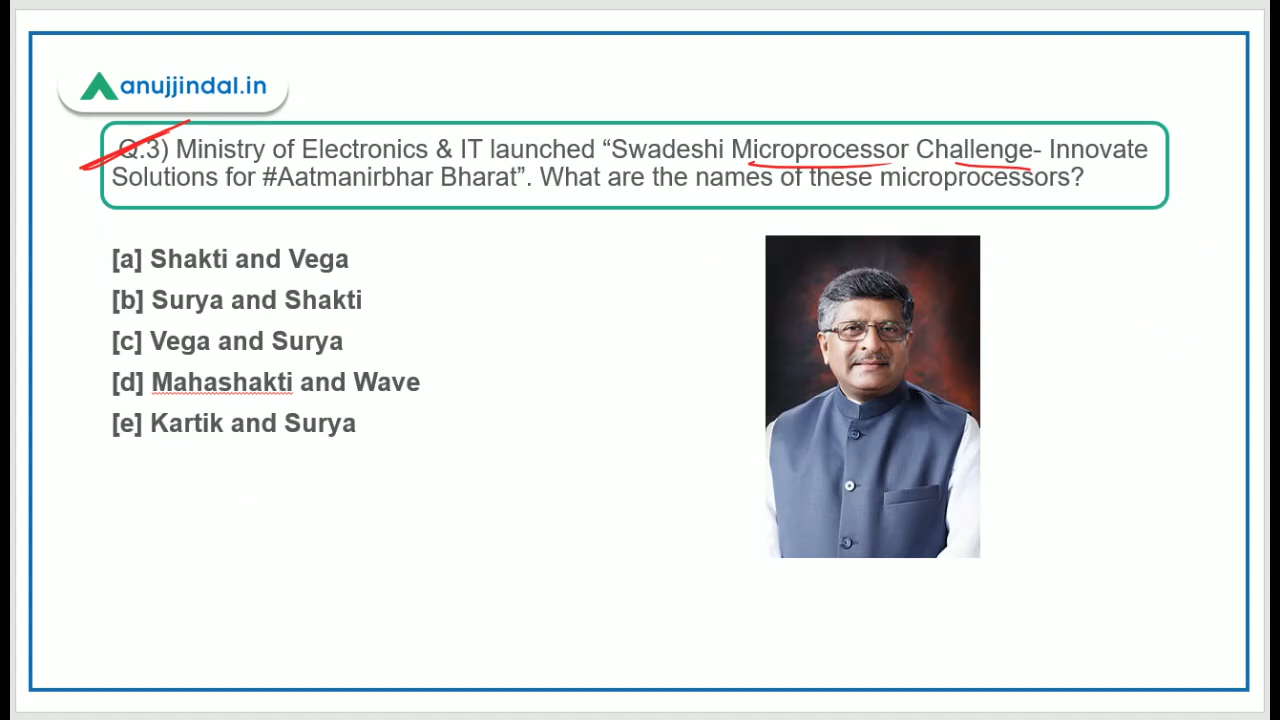 anujjindal.in
Q.3) Ministry of Electronics & IT launched “Swadeshi Microprocessor Challenge- Innovate
Solutions for #Aatmanirbhar Bharat”. What are the names of these microprocessors?
[a] Shakti and Vega
[b] Surya and Shakti
[c] Vega and Surya
[d] Mahashakti and Wave
[e] Kartik and Surya